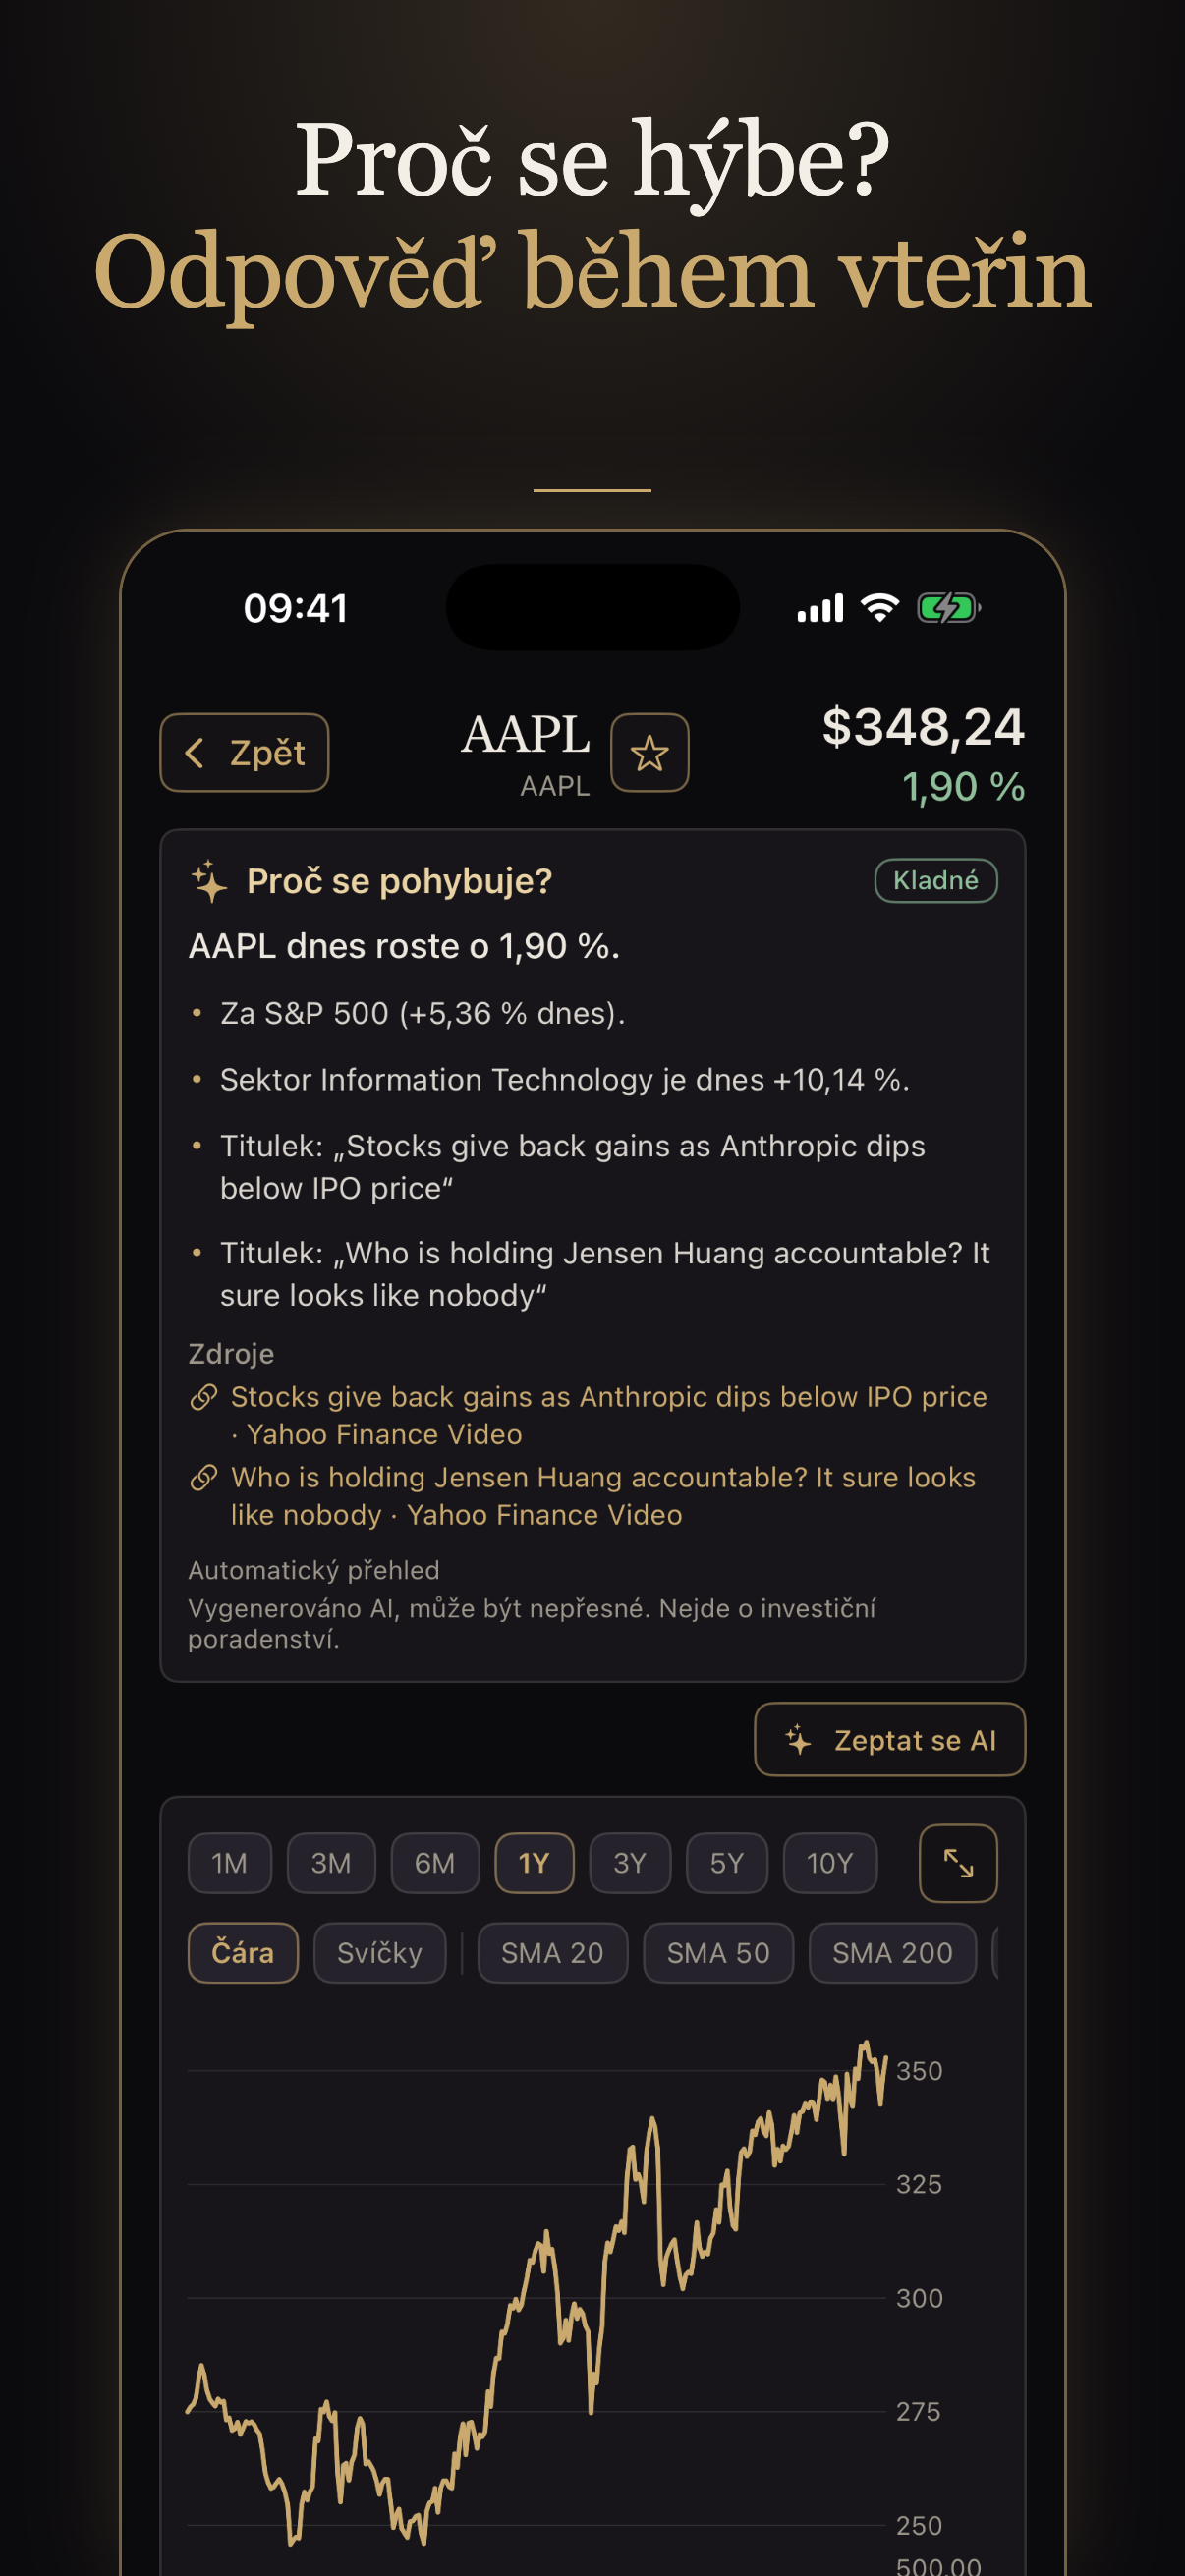 Proč se hýbe?
Odpověď během vteřin
09:41
Zpět
AAPL
AAPL
$348,24
1,90 %
Proč se pohybuje?
Kladné
AAPL dnes roste o 1,90 %.
• Za S&P 500 (+5,36 % dnes).
• Sektor Information Technology je dnes +10,14 %.
• Titulek: „Stocks give back gains as Anthropic dips
below IPO price“
• Titulek: „Who is holding Jensen Huang accountable? It
sure looks like nobody“
Zdroje
Stocks give back gains as Anthropic dips below IPO price
· Yahoo Finance Video
Who is holding Jensen Huang accountable? It sure looks
like nobody · Yahoo Finance Video
Automatický přehled
Vygenerováno AI, může být nepřesné. Nejde o investiční
poradenství.
Zeptat se AI
1M 3M 6M 1Y 3Y 5Y 10Y
Čára Svíčky SMA 20 SMA 50 SMA 200
350
325
300
275
250
500.00